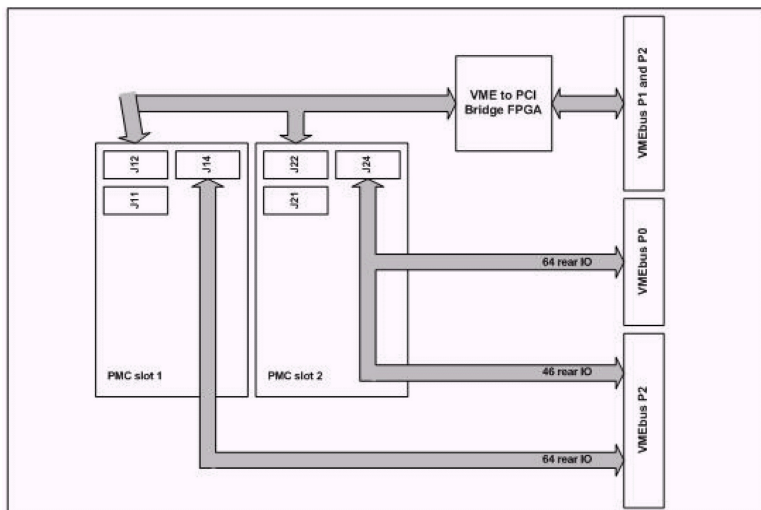 VME to PCI
Bridge FPGA
VMEbus P1 and P2
J12
J14
J22
J24
J11
J21
64 rear IO
VMEbus P0
PMC slot 1
PMC slot 2
46 rear IO
VMEbus P2
64 rear IO